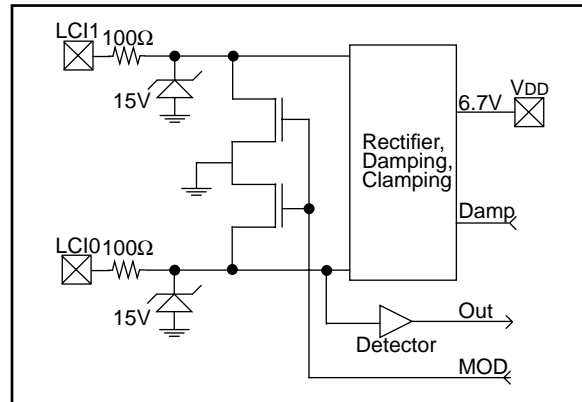 LCI1 100Ω
15V
6.7V VDD
Rectifier,
Damping,
Clamping
Damp
LCI0 100Ω
15V
Out
Detector
MOD